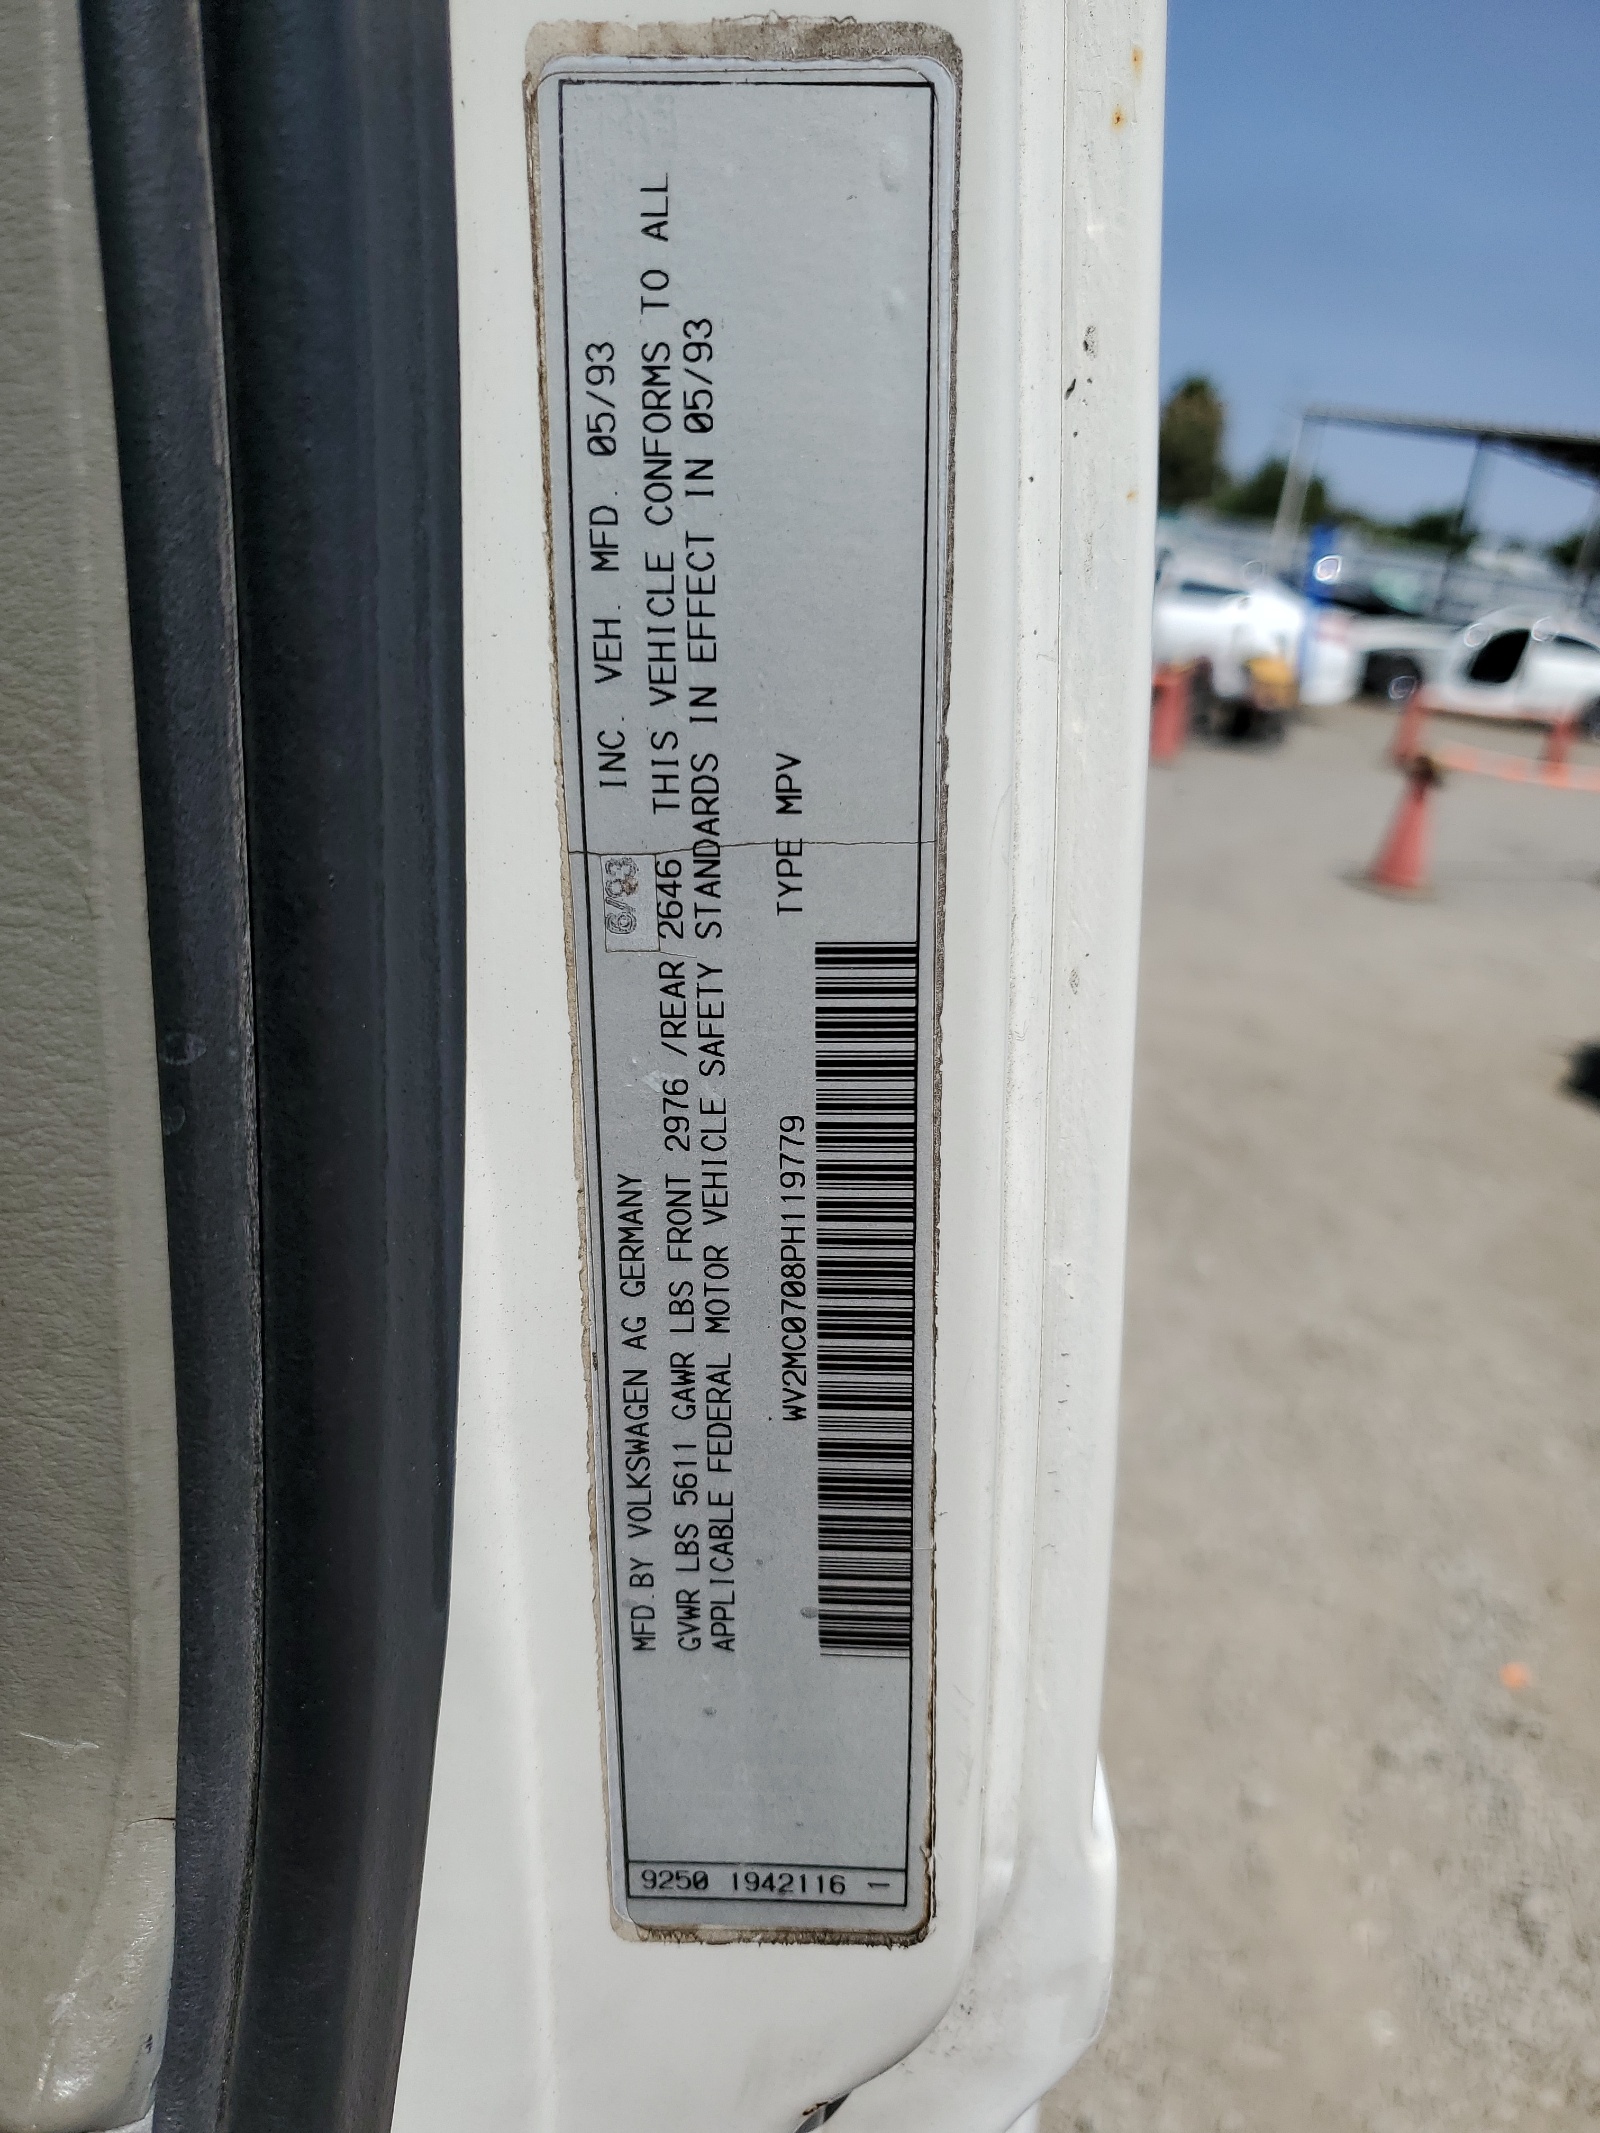 MFD.BY VOLKSWAGEN AG GERMANY 6/93 INC. VEH. MFD. 05/93
GVWR LBS 5611 GAWR LBS FRONT 2976 /REAR 2646 THIS VEHICLE CONFORMS TO ALL
APPLICABLE FEDERAL MOTOR VEHICLE SAFETY STANDARDS IN EFFECT IN 05/93
WV2MC0708PH119779 TYPE MPV
9250 1942116 –